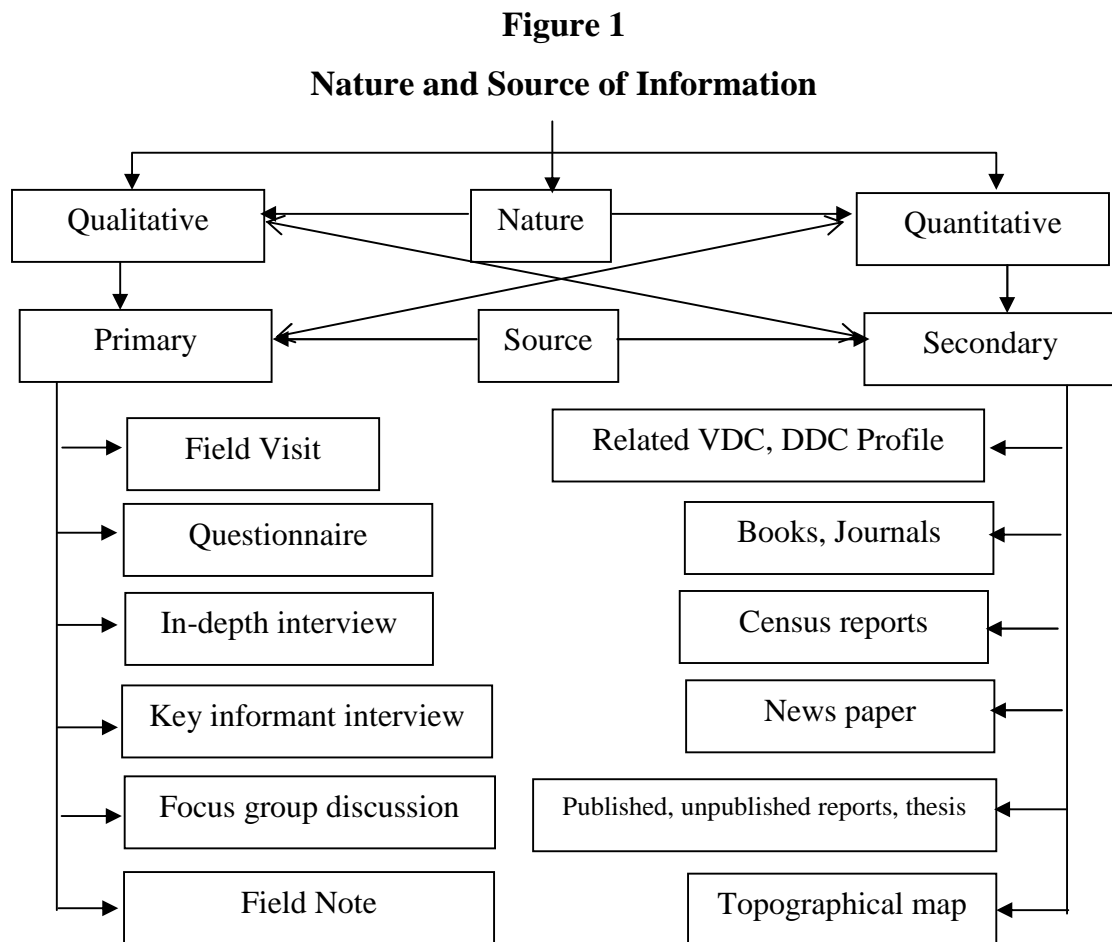 Figure 1
Nature and Source of Information
Qualitative
Nature
Quantitative
Primary
Source
Secondary
Field Visit
Related VDC, DDC Profile
Questionnaire
Books, Journals
In-depth interview
Census reports
Key informant interview
News paper
Focus group discussion
Published, unpublished reports, thesis
Field Note
Topographical map